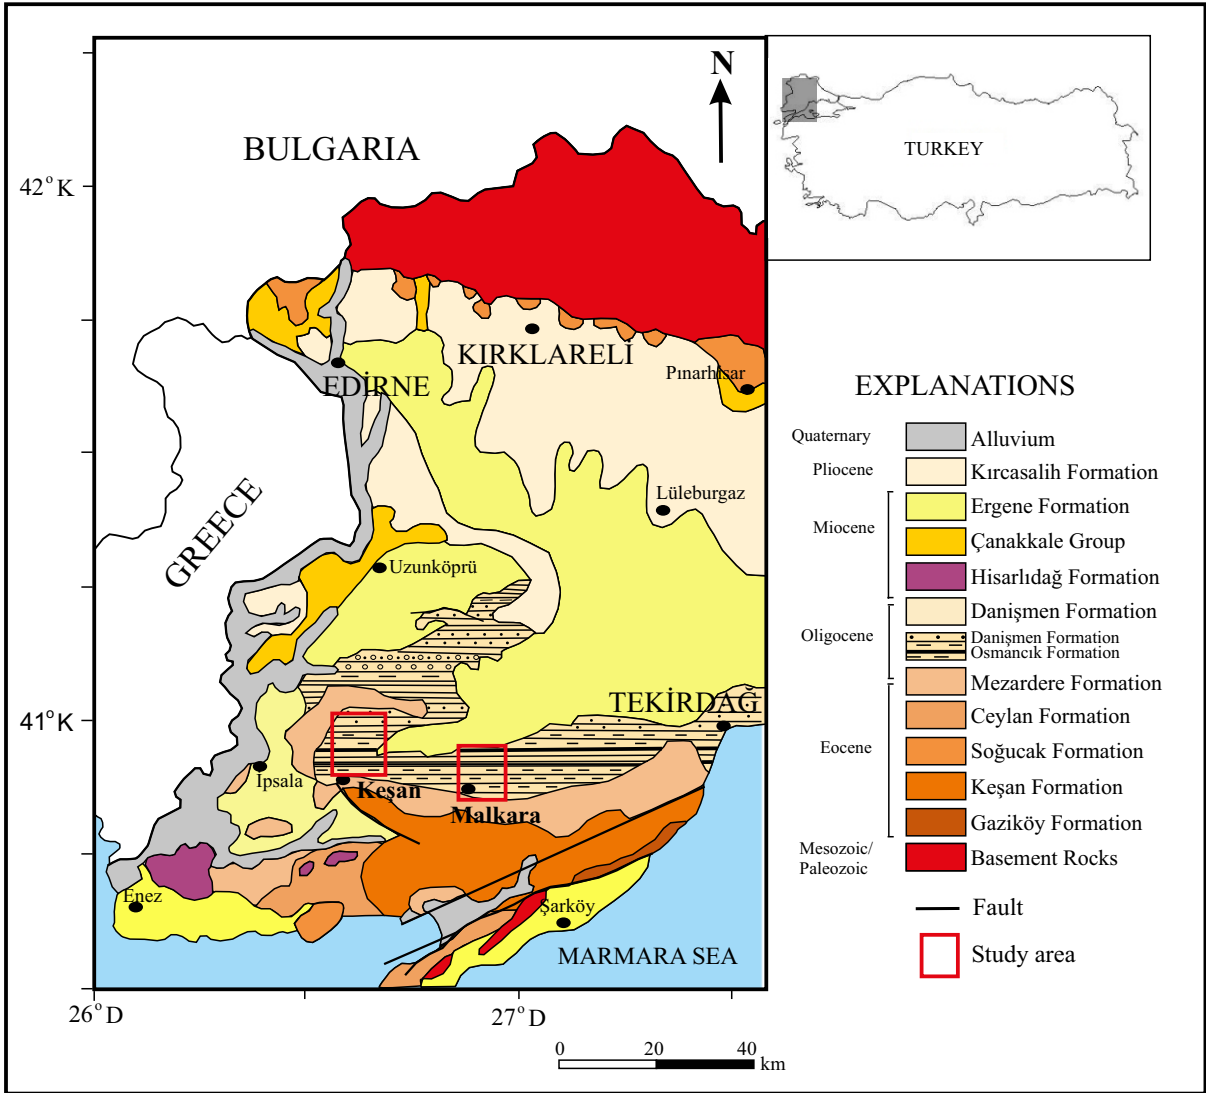 N
BULGARIA
TURKEY
42°K
KIRKLARELİ
EDİRNE
Pınarhisar
Lüleburgaz
GREECE
Uzunköprü
TEKİRDAĞ
41°K
İpsala
Keşan
Malkara
Enez
Şarköy
MARMARA SEA
26°D
27°D
0 20 40 km
EXPLANATIONS
Quaternary
Alluvium
Pliocene
Kırcasalih Formation
Miocene
Ergene Formation
Çanakkale Group
Hisarlıdağ Formation
Oligocene
Danişmen Formation
Danişmen Formation
Osmancık Formation
Eocene
Mezardere Formation
Ceylan Formation
Soğucak Formation
Keşan Formation
Gaziköy Formation
Mesozoic/
Paleozoic
Basement Rocks
Fault
Study area